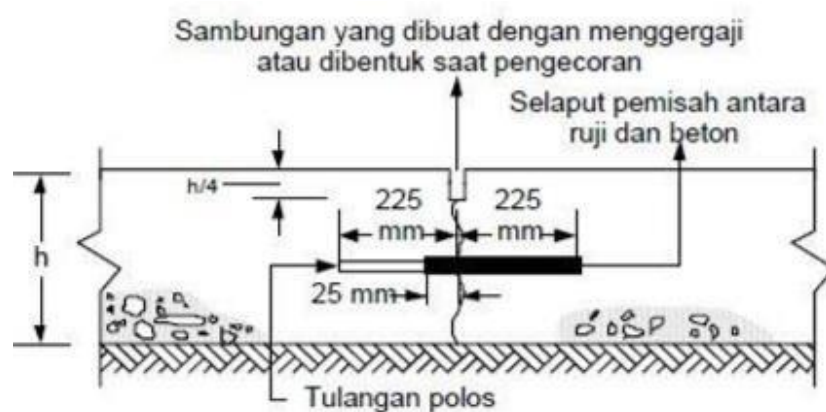 Sambungan yang dibuat dengan menggergaji
atau dibentuk saat pengecoran
Selaput pemisah antara
ruji dan beton
h/4
225
mm
225
mm
h
25 mm
Tulangan polos